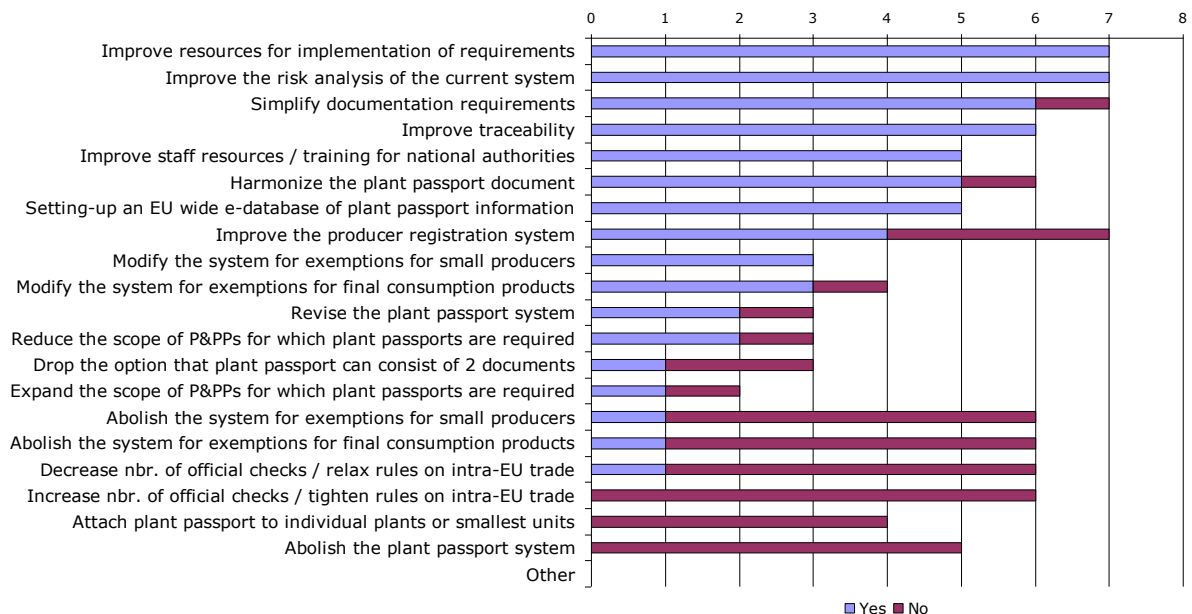 0 1 2 3 4 5 6 7 8
Improve resources for implementation of requirements
Improve the risk analysis of the current system
Simplify documentation requirements
Improve traceability
Improve staff resources / training for national authorities
Harmonize the plant passport document
Setting-up an EU wide e-database of plant passport information
Improve the producer registration system
Modify the system for exemptions for small producers
Modify the system for exemptions for final consumption products
Revise the plant passport system
Reduce the scope of P&PPs for which plant passports are required
Drop the option that plant passport can consist of 2 documents
Expand the scope of P&PPs for which plant passports are required
Abolish the system for exemptions for small producers
Abolish the system for exemptions for final consumption products
Decrease nbr. of official checks / relax rules on intra-EU trade
Increase nbr. of official checks / tighten rules on intra-EU trade
Attach plant passport to individual plants or smallest units
Abolish the plant passport system
Other
Yes No